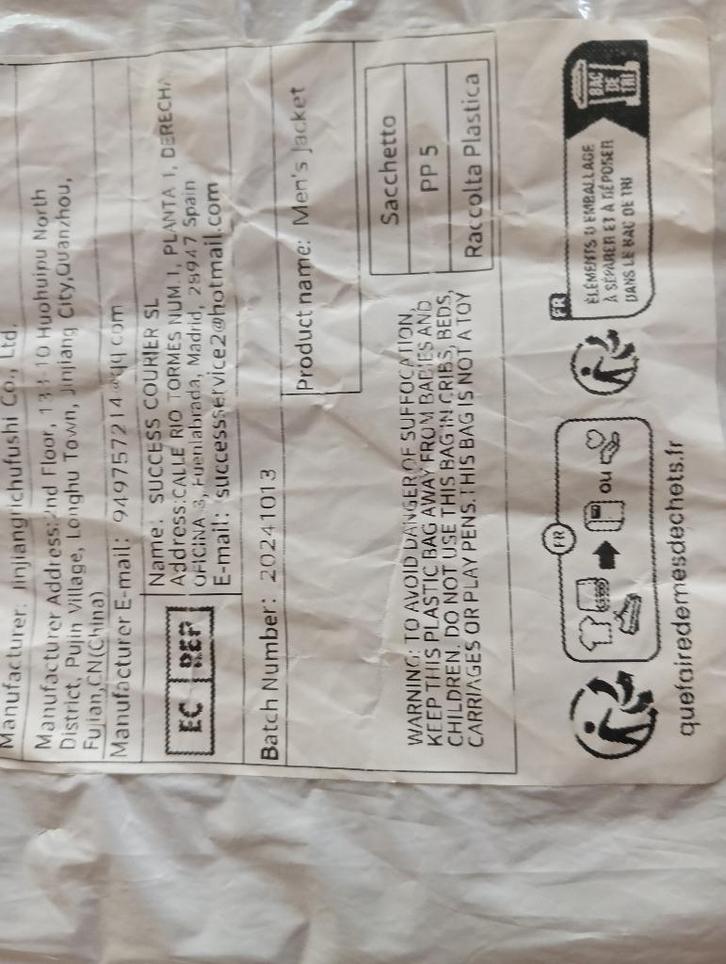 Manufacturer: Jinjiangrichufushi Co., Ltd.
Manufacturer Address:2nd Floor, 131-10 Huohuipu North
District, Pujin Village, Longhu Town, Jinjiang City,Quanzhou,
Fujian,CN(China)
Manufacturer E-mail: 949757214@qq.com
EC REP
Name: SUCCESS COURIER SL
Address:CALLE RIO TORMES NUM.1, PLANTA 1, DERECHA
OFICINA 3, Fuenlabrada, Madrid, 28947 Spain
E-mail: successservice2@hotmail.com
Batch Number: 20241013
Product name: Men's Jacket
WARNING: TO AVOID DANGER OF SUFFOCATION,
KEEP THIS PLASTIC BAG AWAY FROM BABIES AND
CHILDREN. DO NOT USE THIS BAG IN CRIBS, BEDS,
CARRIAGES OR PLAY PENS.THIS BAG IS NOT A TOY
Sacchetto
PP 5
Raccolta Plastica
FR
ou
FR
ÉLÉMENTS D'EMBALLAGE
À SÉPARER ET À DÉPOSER
DANS LE BAC DE TRI
BAC
DE
TRI
quefairedemesdechets.fr